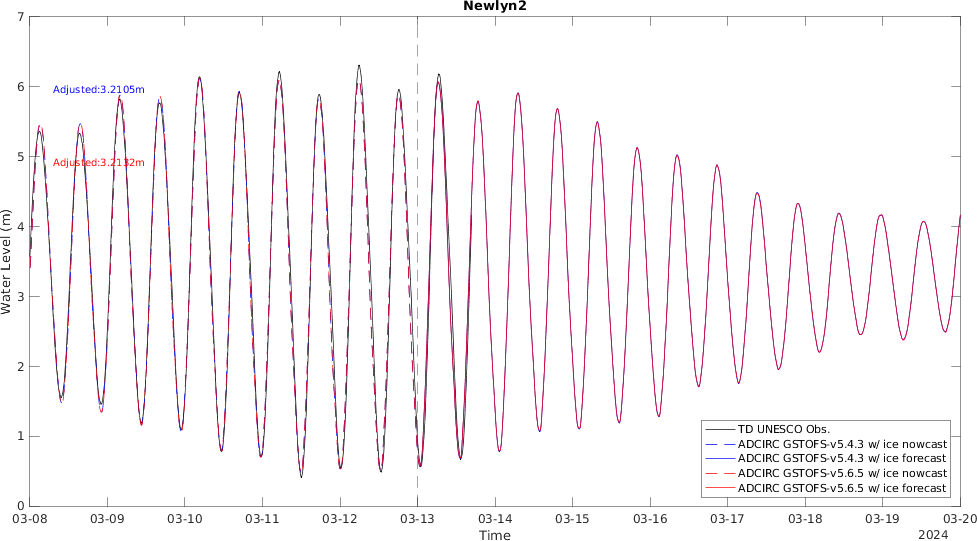 Newlyn2
7
6
5
4
3
2
1
0
Water Level (m)
Adjusted:3.2105m
Adjusted:3.2132m
TD UNESCO Obs.
ADCIRC GSTOFS-v5.4.3 w/ ice nowcast
ADCIRC GSTOFS-v5.4.3 w/ ice forecast
ADCIRC GSTOFS-v5.6.5 w/ ice nowcast
ADCIRC GSTOFS-v5.6.5 w/ ice forecast
03-08 03-09 03-10 03-11 03-12 03-13 03-14 03-15 03-16 03-17 03-18 03-19 03-20
Time
2024